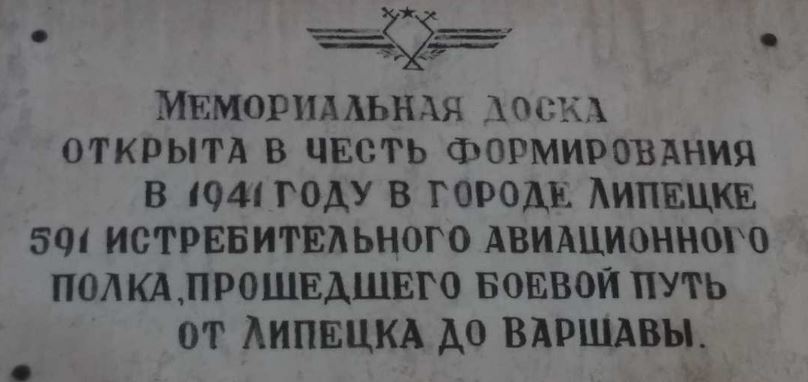 Мемориальная доска
открыта в честь формирования
в 1941 году в городе Липецке
591 истребительного авиационного
полка, прошедшего боевой путь
от Липецка до Варшавы.